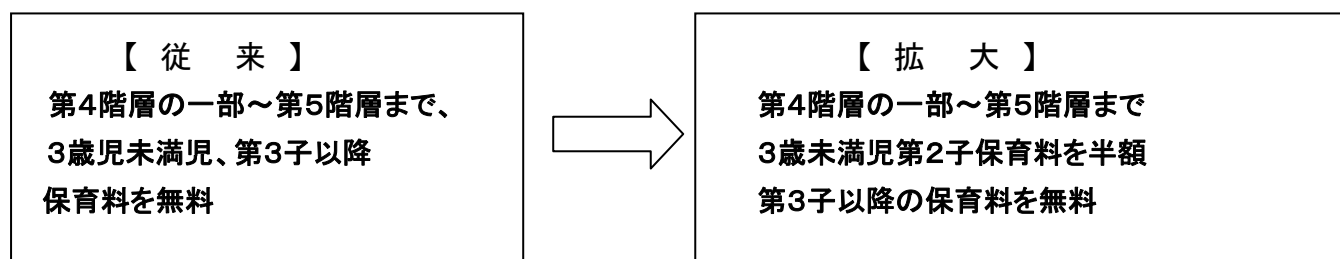 【 従 来 】
第4階層の一部～第5階層まで、
3歳児未満児、第3子以降
保育料を無料
【 拡 大 】
第4階層の一部～第5階層まで
3歳未満児第2子保育料を半額
第3子以降の保育料を無料